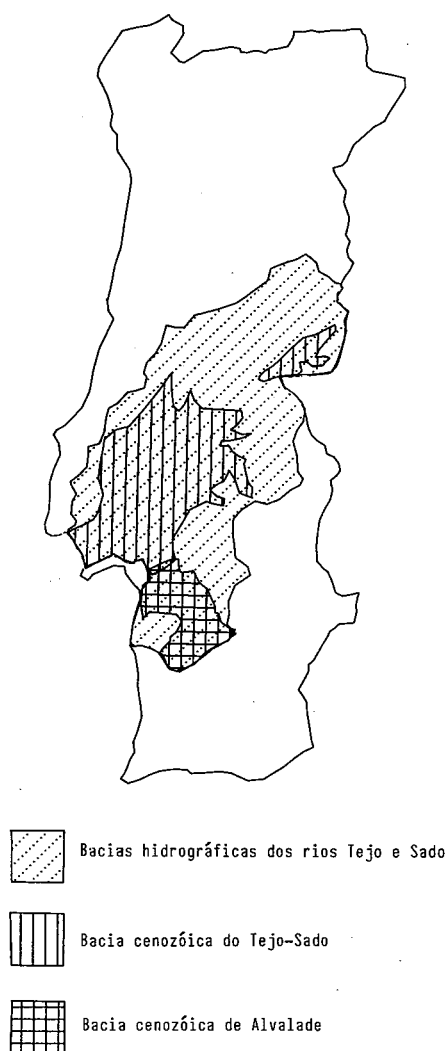 Bacias hidrográficas dos rios Tejo e Sado
Bacia cenozóica do Tejo-Sado
Bacia cenozóica de Alvalade